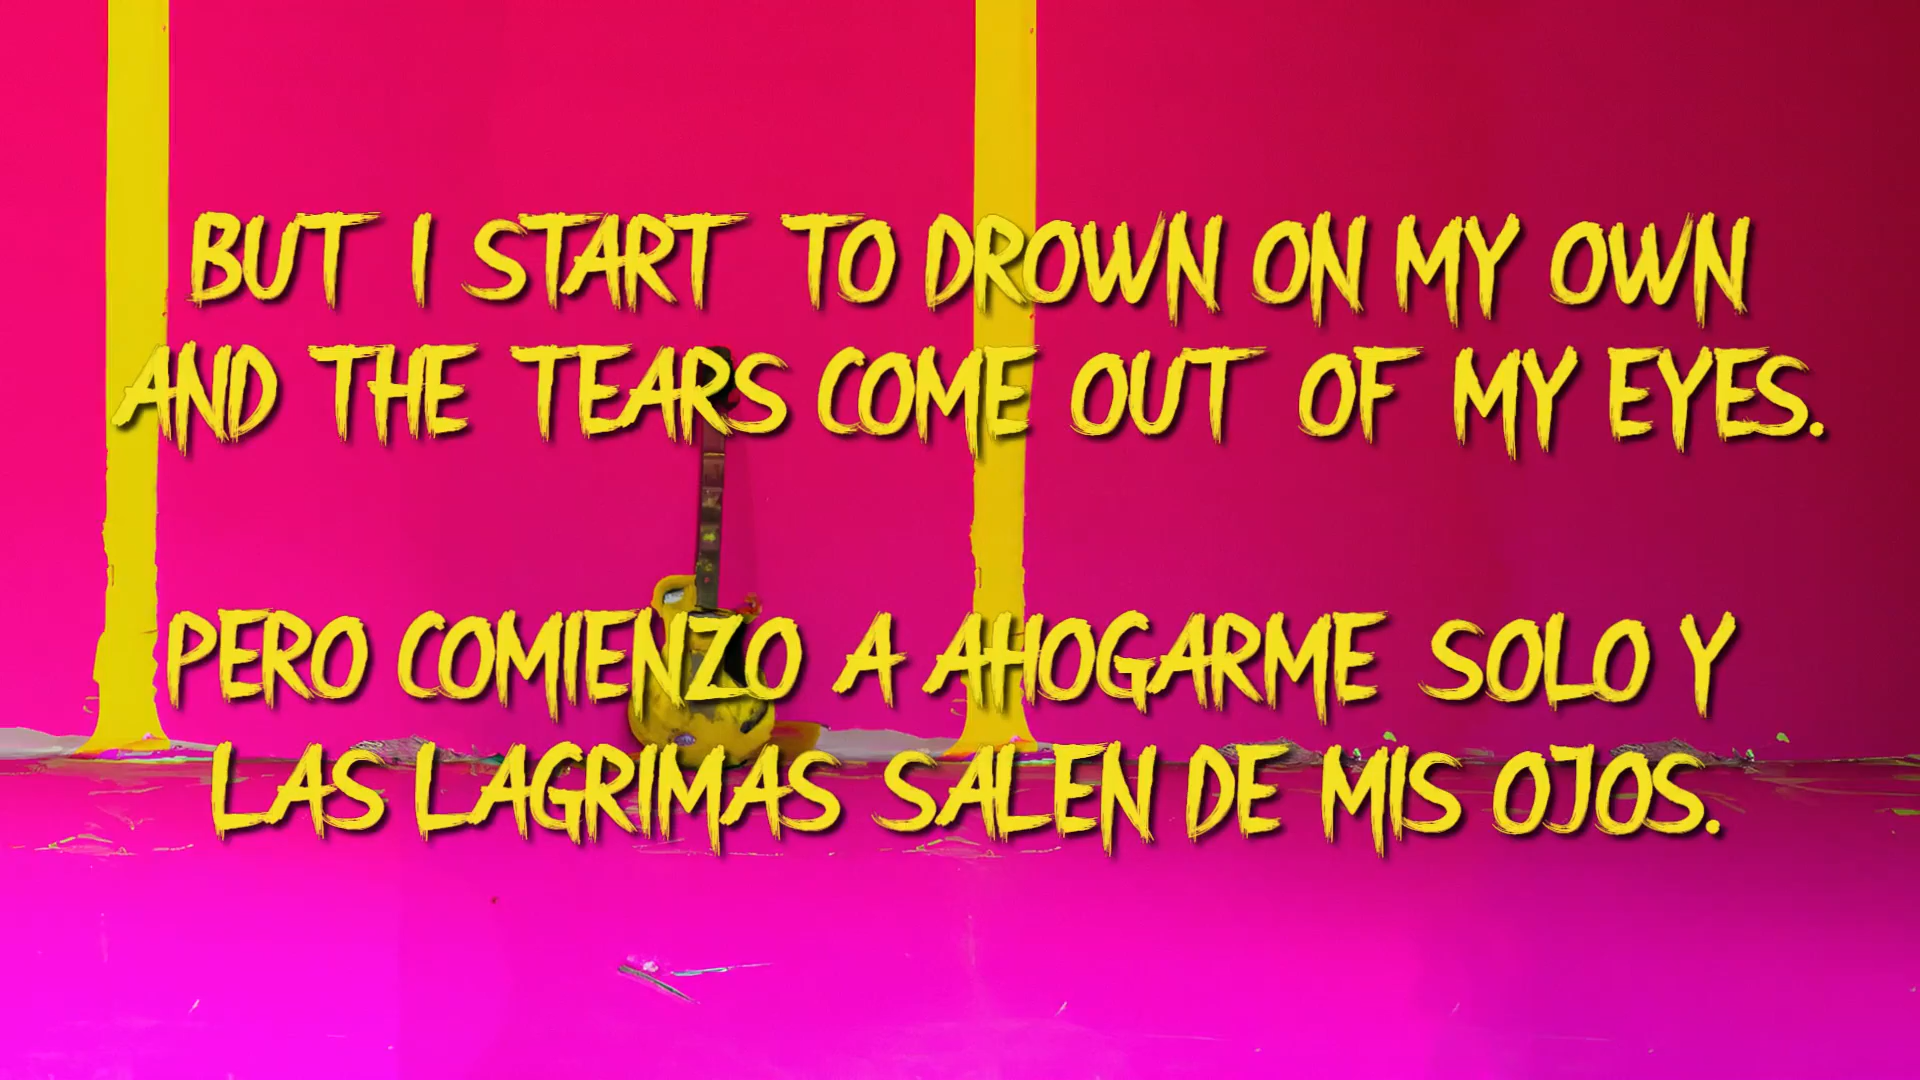 BUT I START TO DROWN ON MY OWN
AND THE TEARS COME OUT OF MY EYES.
PERO COMIENZO A AHOGARME SOLO Y
LAS LAGRIMAS SALEN DE MIS OJOS.